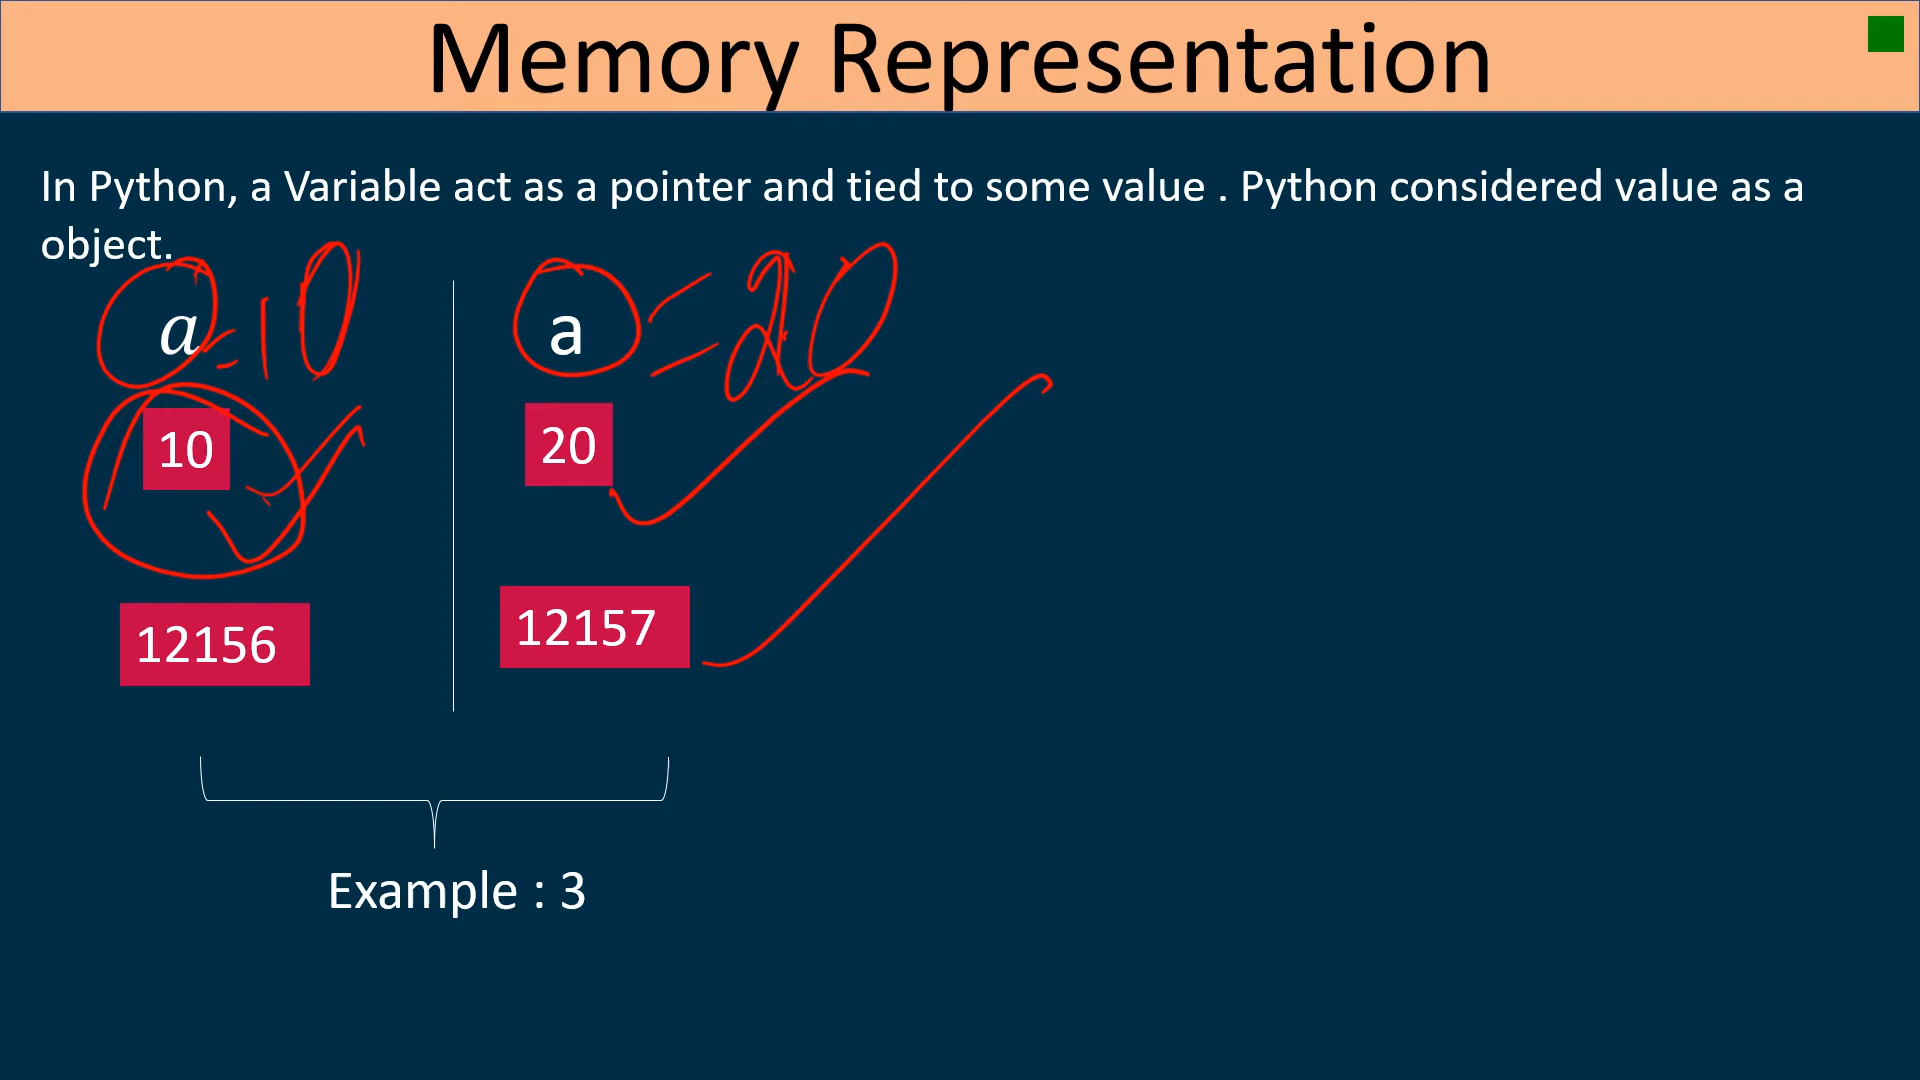 Memory Representation
In Python, a Variable act as a pointer and tied to some value . Python considered value as a
object.
a =10
a =20
10
20
12156
12157
Example : 3